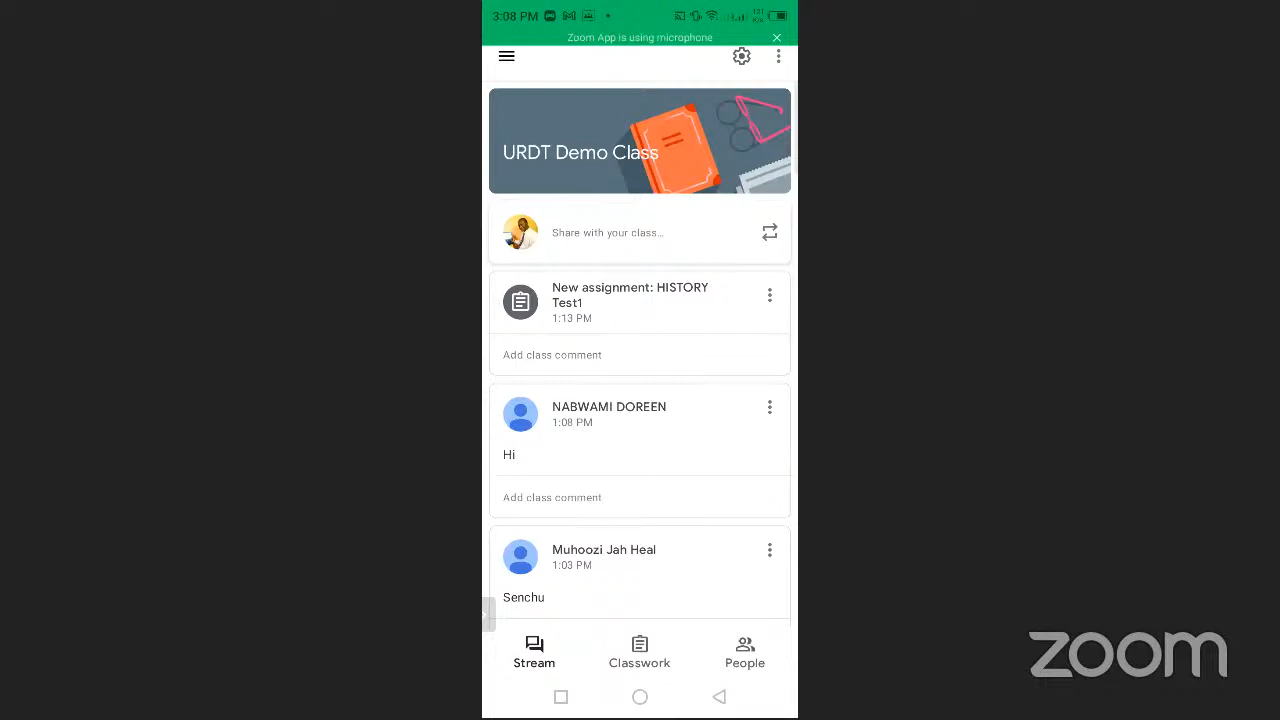 3:08 PM
Zoom App is using microphone
URDT Demo Class
Share with your class...
New assignment: HISTORY
Test1
1:13 PM
Add class comment
NABWAMI DOREEN
1:08 PM
Hi
Add class comment
Muhoozi Jah Heal
1:03 PM
Senchu
Stream Classwork People
zoom